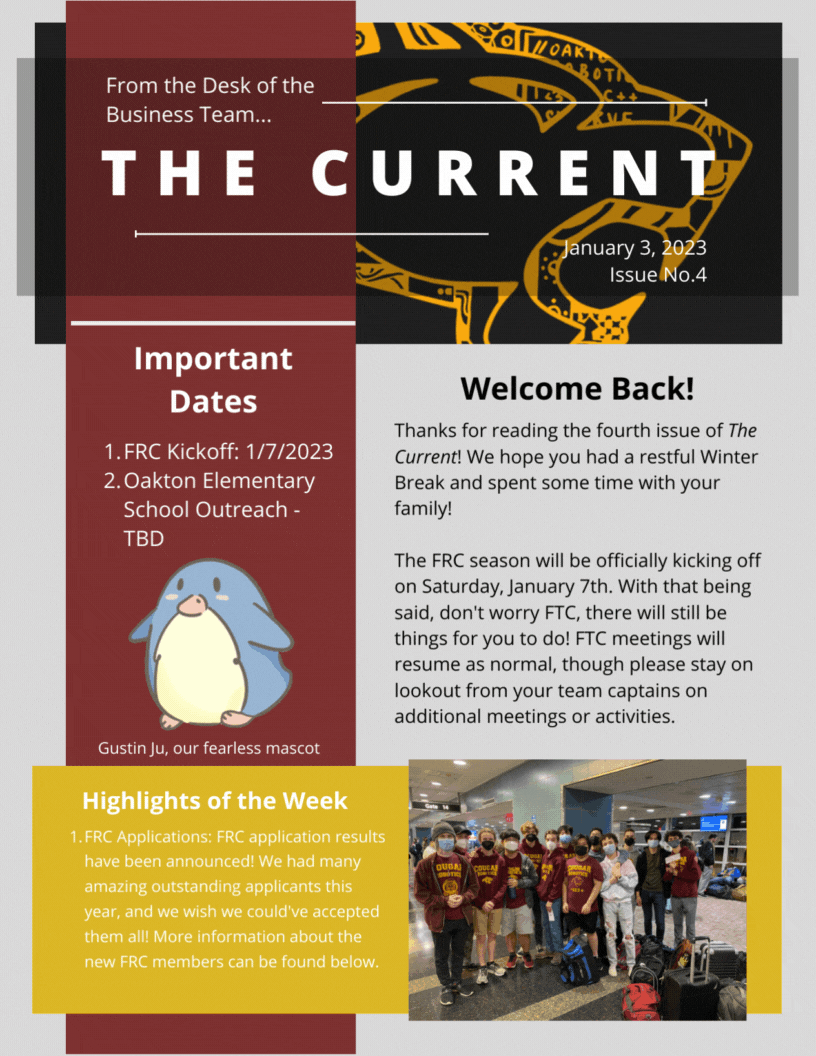 From the Desk of the
Business Team...
THE CURRENT
January 3, 2023
Issue No.4
OAKT
ROBOTI
C++
Important
Dates
1. FRC Kickoff: 1/7/2023
2. Oakton Elementary
School Outreach -
TBD
Gustin Ju, our fearless mascot
Welcome Back!
Thanks for reading the fourth issue of The
Current! We hope you had a restful Winter
Break and spent some time with your
family!
The FRC season will be officially kicking off
on Saturday, January 7th. With that being
said, don't worry FTC, there will still be
things for you to do! FTC meetings will
resume as normal, though please stay on
lookout from your team captains on
additional meetings or activities.
Highlights of the Week
1. FRC Applications: FRC application results
have been announced! We had many
amazing outstanding applicants this
year, and we wish we could've accepted
them all! More information about the
new FRC members can be found below.
Gate 14
COUGAR
COUGAR